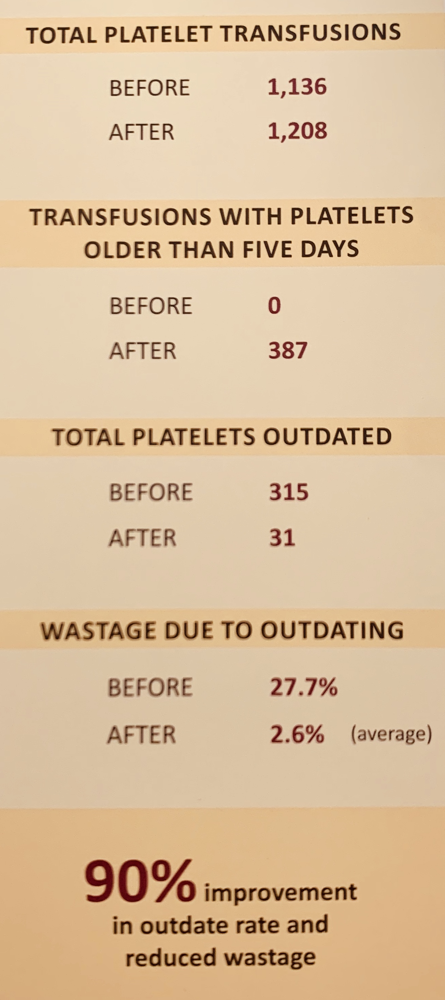 TOTAL PLATELET TRANSFUSIONS
BEFORE 1,136
AFTER 1,208
TRANSFUSIONS WITH PLATELETS
OLDER THAN FIVE DAYS
BEFORE 0
AFTER 387
TOTAL PLATELETS OUTDATED
BEFORE 315
AFTER 31
WASTAGE DUE TO OUTDATING
BEFORE 27.7%
AFTER 2.6% (average)
90% improvement
in outdate rate and
reduced wastage